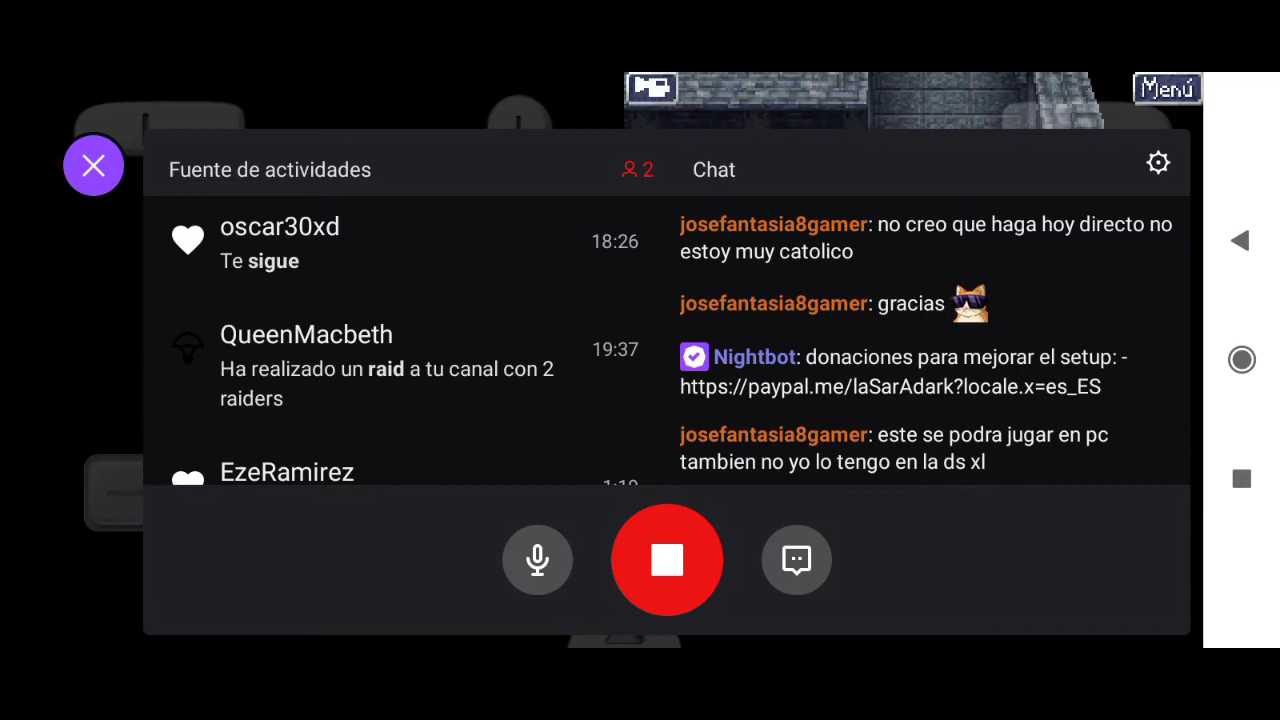 Menú
Fuente de actividades
2
oscar30xd
Te sigue
18:26
QueenMacbeth
Ha realizado un raid a tu canal con 2
raiders
19:37
EzeRamirez
1:19
Chat
josefantasia8gamer: no creo que haga hoy directo no
estoy muy catolico
josefantasia8gamer: gracias
Nightbot: donaciones para mejorar el setup: -
https://paypal.me/laSarAdark?locale.x=es_ES
josefantasia8gamer: este se podra jugar en pc
tambien no yo lo tengo en la ds xl